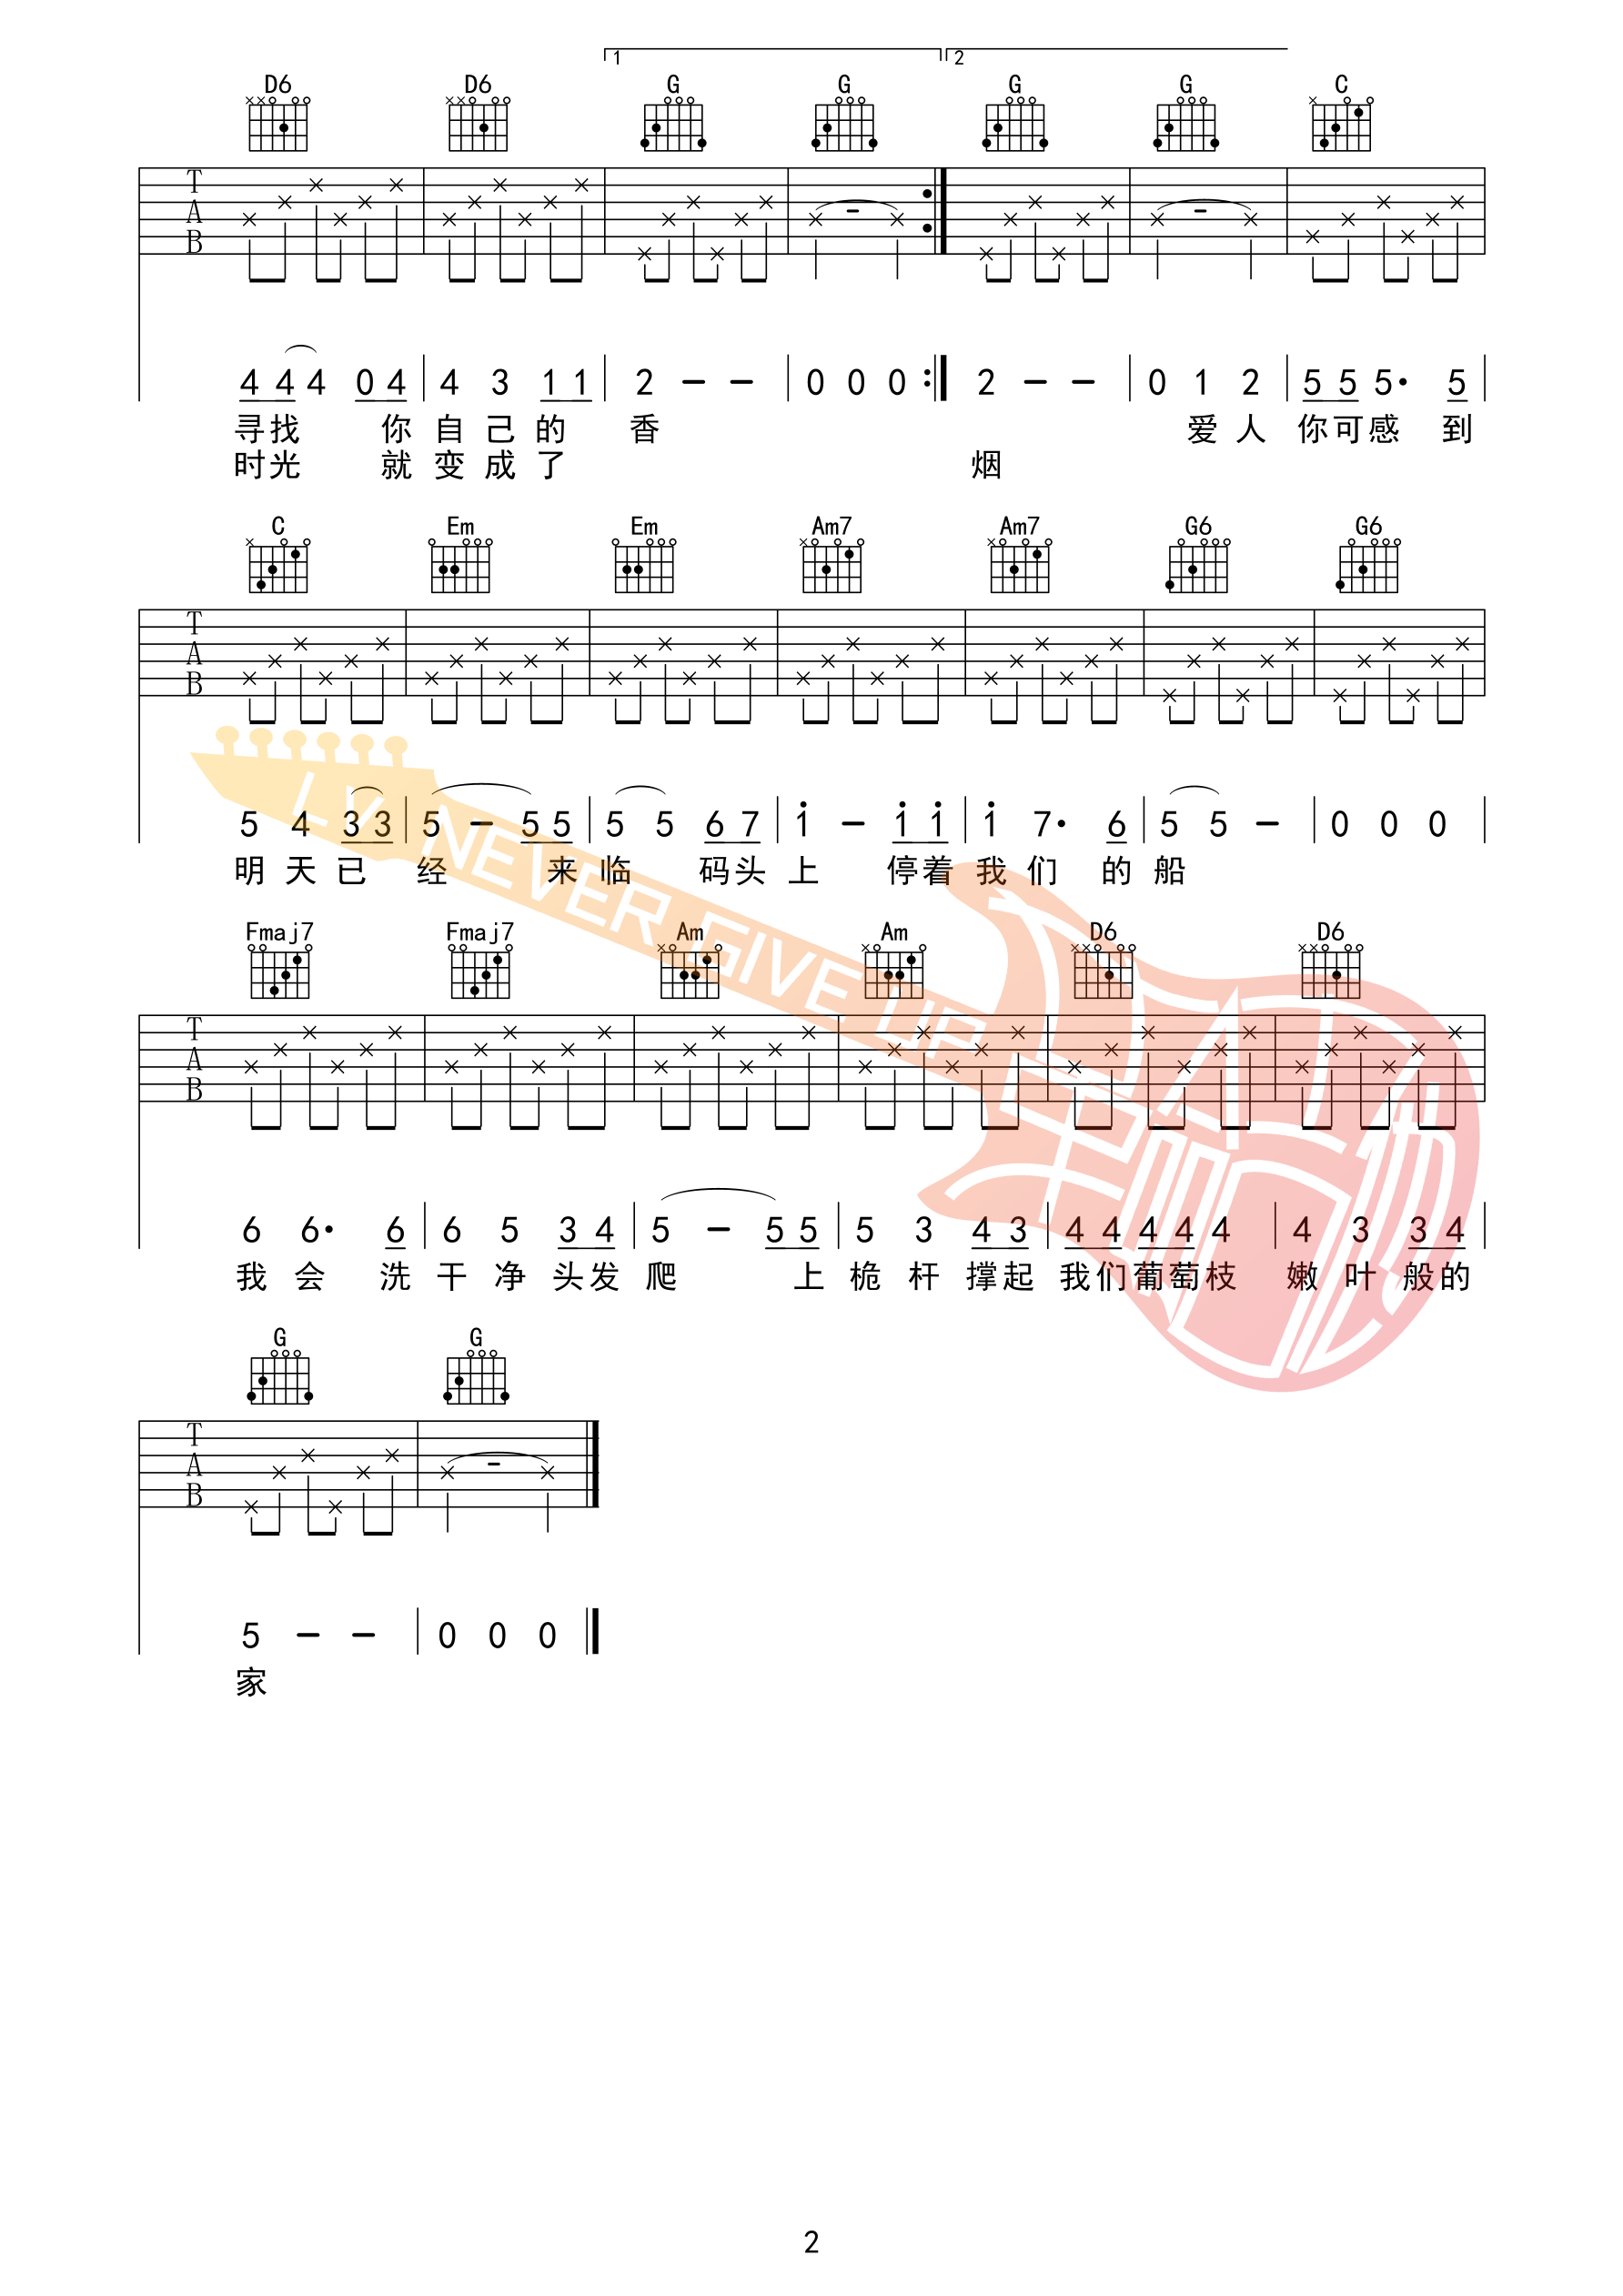 1 2
D6 D6 G G G G C
T
A
B
4 4 4 0 4 4 3 1 1 2 - - 0 0 0 2 - - 0 1 2 5 5 5· 5
寻找 你 自 己 的 香 爱 人 你可感 到
时光 就 变 成 了 烟
C Em Em Am7 Am7 G6 G6
T
A
B
5 4 3 3 5 - 5 5 5 5 6 7 1 - 1 1 1 7· 6 5 5 - 0 0 0
明 天 已 经 来 临 码头 上 停着 我 们 的 船
LV NEVER GIVE UP
Fmaj7 Fmaj7 Am Am D6 D6
T
A
B
6 6· 6 6 5 3 4 5 - 5 5 5 3 4 3 4 4 4 4 4 4 3 3 4
我 会 洗 干 净 头发 爬 上 桅 杆 撑起 我们葡萄枝 嫩 叶 般的
G G
T
A
B
5 - - 0 0 0
家
2